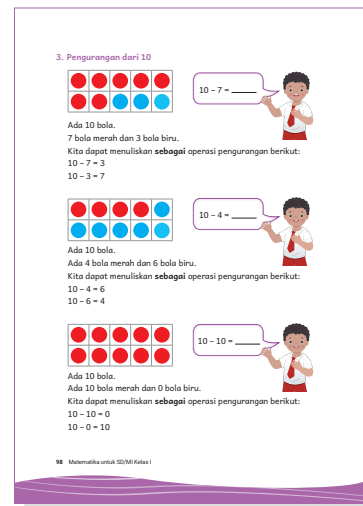 3. Pengurangan dari 10
10 – 7 = _____
Ada 10 bola.
7 bola merah dan 3 bola biru.
Kita dapat menuliskan sebagai operasi pengurangan berikut:
10 – 7 = 3
10 – 3 = 7
10 – 4 = _____
Ada 10 bola.
Ada 4 bola merah dan 6 bola biru.
Kita dapat menuliskan sebagai operasi pengurangan berikut:
10 – 4 = 6
10 – 6 = 4
10 – 10 = _____
Ada 10 bola.
Ada 10 bola merah dan 0 bola biru.
Kita dapat menuliskan sebagai operasi pengurangan berikut:
10 – 10 = 0
10 – 0 = 10
98 Matematika untuk SD/MI Kelas I